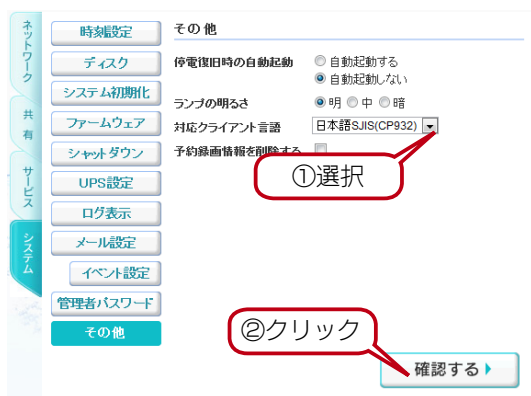 ネットワーク
共有
サービス
システム
時刻設定
ディスク
システム初期化
ファームウェア
シャットダウン
UPS設定
ログ表示
メール設定
イベント設定
管理者パスワード
その他
その他
停電復旧時の自動起動
自動起動する
自動起動しない
ランプの明るさ 明 中 暗
対応クライアント言語 日本語SJIS(CP932)
予約録画情報を削除する
①選択
②クリック
確認する